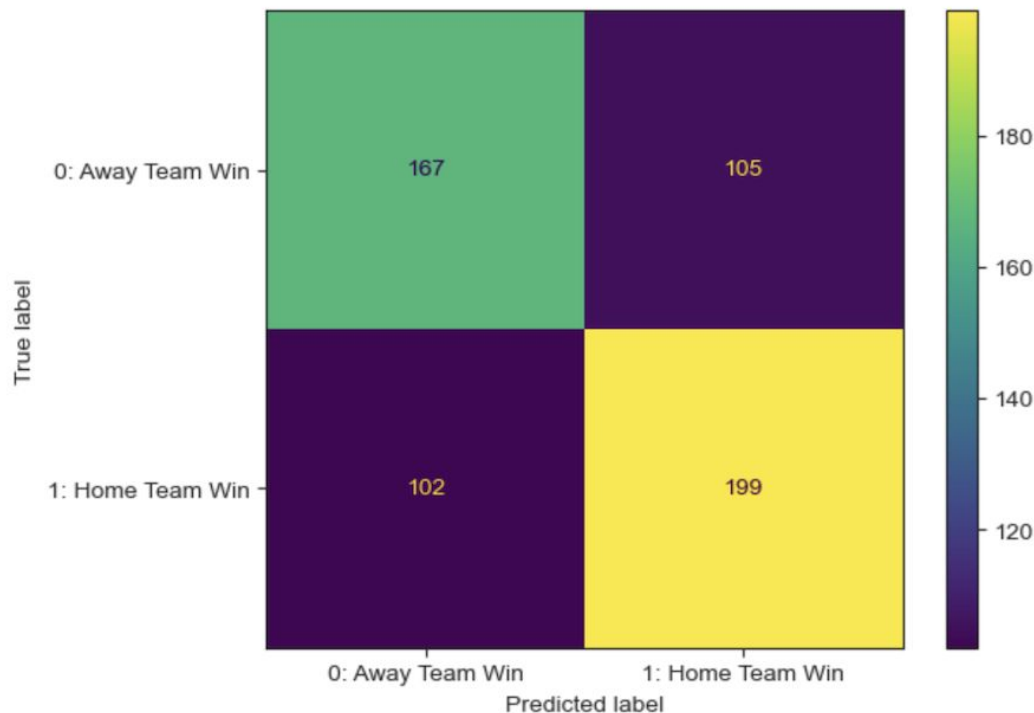 180
0: Away Team Win
167
105
160
True label
140
1: Home Team Win
102
199
120
0: Away Team Win
1: Home Team Win
Predicted label